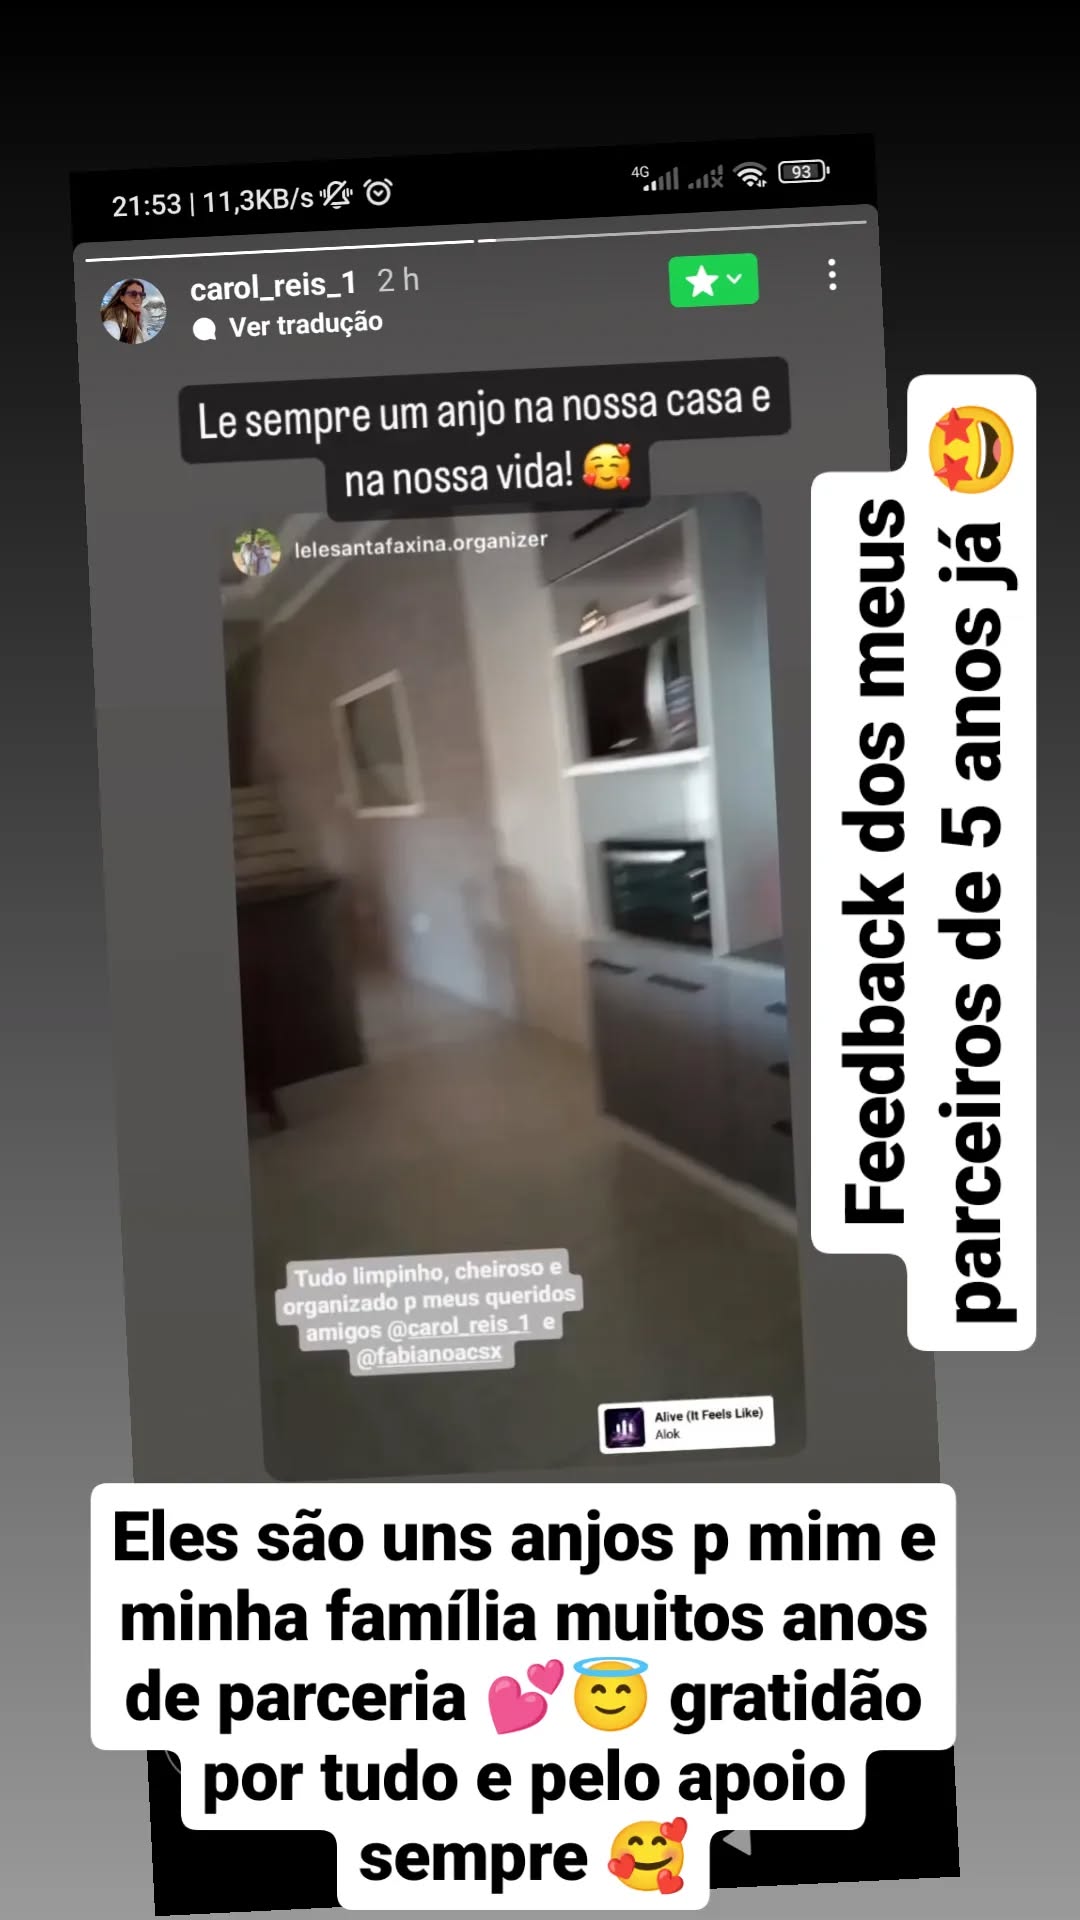 21:53 | 11,3KB/s
4G
93
carol_reis_1 2 h
Ver tradução
Le sempre um anjo na nossa casa e
na nossa vida! 🥰
lelesantafaxina.organizer
Feedback dos meus
parceiros de 5 anos já 🤩
Tudo limpinho, cheiroso e
organizado p meus queridos
amigos @carol_reis_1 e
@fabianoacsx
Alive (It Feels Like)
Alok
Eles são uns anjos p mim e
minha família muitos anos
de parceria 💕😇 gratidão
por tudo e pelo apoio
sempre 🥰